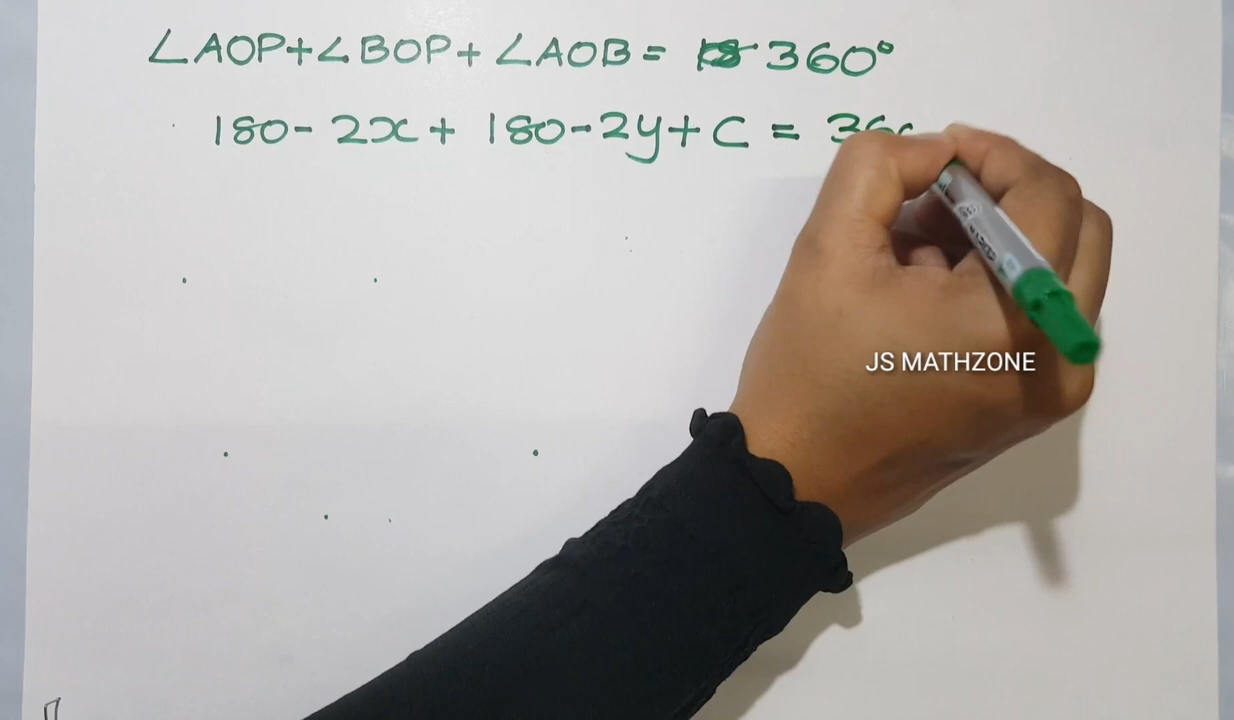 ∠AOP+∠BOP+∠AOB= 360°
180-2x+180-2y+C=36
JS MATHZONE